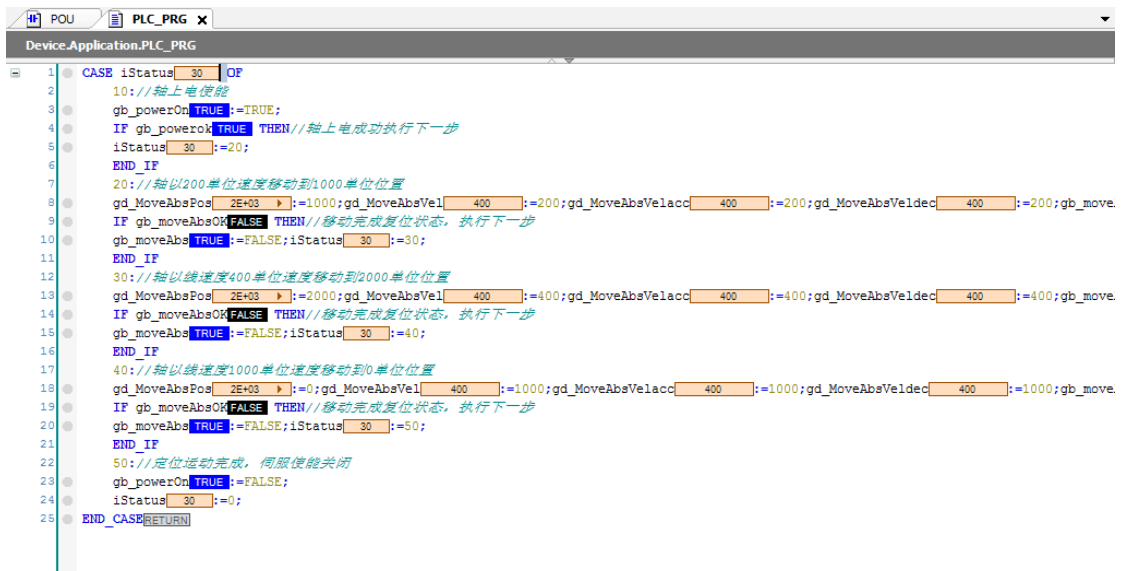 POU PLC_PRG X
Device.Application.PLC_PRG
1 CASE iStatus 30 OF
2 10://轴上电使能
3 gb_powerOn TRUE :=TRUE;
4 IF gb_powerok TRUE THEN//轴上电成功执行下一步
5 iStatus 30 :=20;
6 END_IF
7 20://轴以200单位速度移动到1000单位位置
8 gd_MoveAbsPos 2E+03 :=1000;gd_MoveAbsVel 400 :=200;gd_MoveAbsVelacc 400 :=200;gd_MoveAbsVeldec 400 :=200;gb_move
9 IF gb_moveAbsOK FALSE THEN//移动完成复位状态，执行下一步
10 gb_moveAbs TRUE :=FALSE;iStatus 30 :=30;
11 END_IF
12 30://轴以线速度400单位速度移动到2000单位位置
13 gd_MoveAbsPos 2E+03 :=2000;gd_MoveAbsVel 400 :=400;gd_MoveAbsVelacc 400 :=400;gd_MoveAbsVeldec 400 :=400;gb_move
14 IF gb_moveAbsOK FALSE THEN//移动完成复位状态，执行下一步
15 gb_moveAbs TRUE :=FALSE;iStatus 30 :=40;
16 END_IF
17 40://轴以线速度1000单位速度移动到0单位位置
18 gd_MoveAbsPos 2E+03 :=0;gd_MoveAbsVel 400 :=1000;gd_MoveAbsVelacc 400 :=1000;gd_MoveAbsVeldec 400 :=1000;gb_move
19 IF gb_moveAbsOK FALSE THEN//移动完成复位状态，执行下一步
20 gb_moveAbs TRUE :=FALSE;iStatus 30 :=50;
21 END_IF
22 50://定位运动完成，伺服使能关闭
23 gb_powerOn TRUE :=FALSE;
24 iStatus 30 :=0;
25 END_CASE RETURN